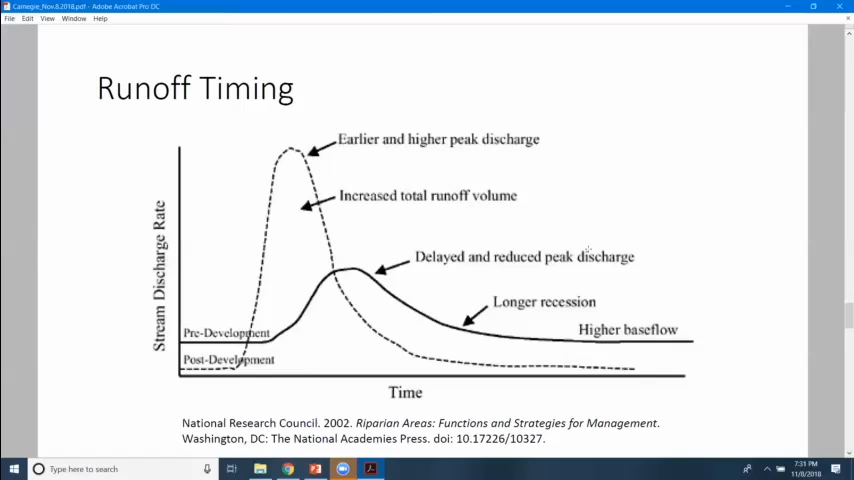 Carnegie_Nov.8.2018.pdf - Adobe Acrobat Pro DC
File Edit View Window Help
Runoff Timing
Earlier and higher peak discharge
Increased total runoff volume
Delayed and reduced peak discharge
Longer recession
Higher baseflow
Stream Discharge Rate
Pre-Development
Post-Development
Time
National Research Council. 2002. Riparian Areas: Functions and Strategies for Management.
Washington, DC: The National Academies Press. doi: 10.17226/10327.
Type here to search
7:31 PM
11/8/2018